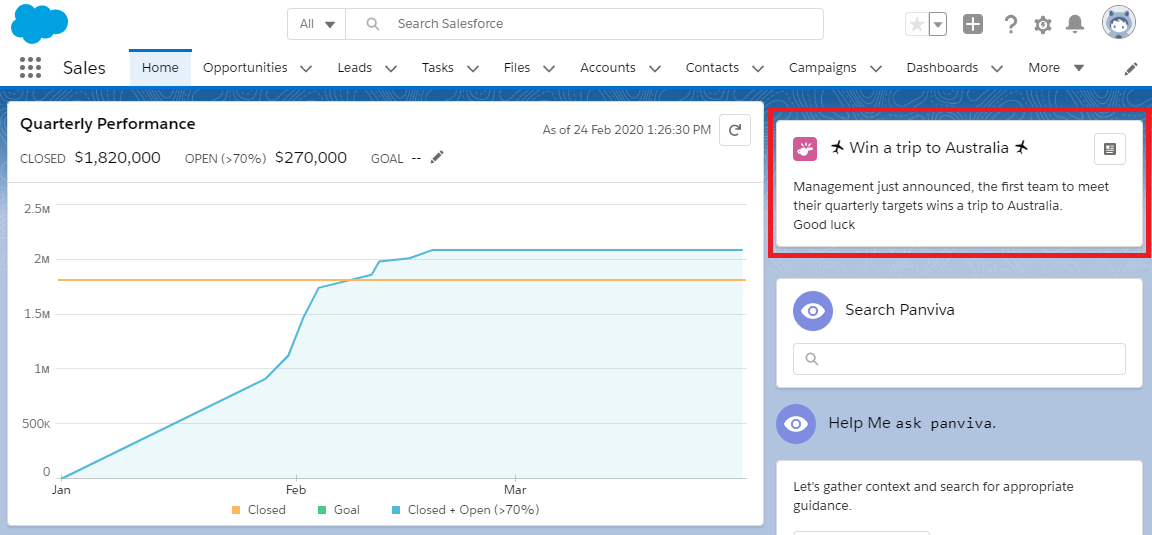 All
Search Salesforce
Sales
Home
Opportunities
Leads
Tasks
Files
Accounts
Contacts
Campaigns
Dashboards
More
Quarterly Performance
As of 24 Feb 2020 1:26:30 PM
CLOSED $1,820,000 OPEN (>70%) $270,000 GOAL --
2.5M
2M
1.5M
1M
500K
0
Jan Feb Mar
Closed Goal Closed + Open (>70%)
Win a trip to Australia
Management just announced, the first team to meet
their quarterly targets wins a trip to Australia.
Good luck
Search Panviva
Help Me ask panviva.
Let's gather context and search for appropriate
guidance.